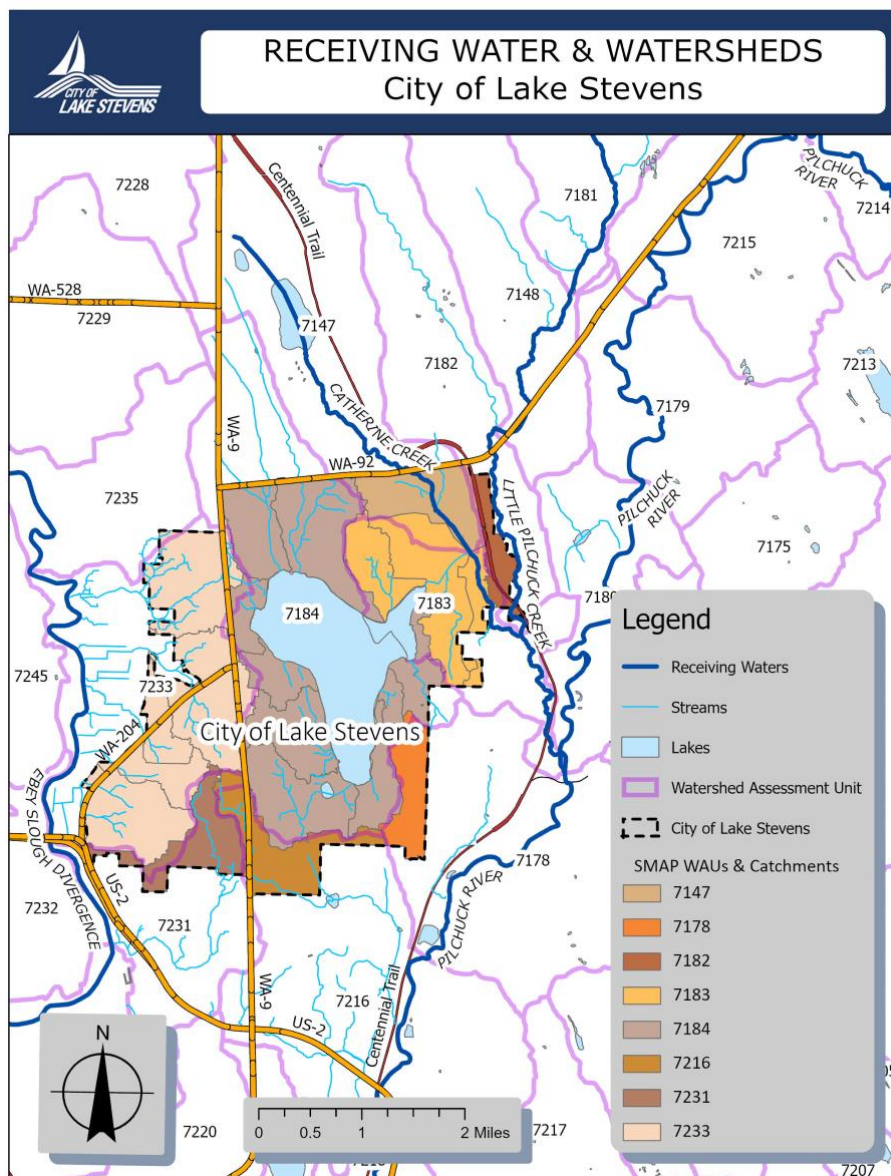 CITY OF
LAKE STEVENS
RECEIVING WATER & WATERSHEDS
City of Lake Stevens
PILCHUCK
RIVER
7228
Centennial Trail
7181
7214
7215
WA-528
7229
7147
7148
7182
7213
WA-9
CATHERINE CREEK
7179
WA-92
7235
LITTLE PILCHUCK CREEK
PILCHUCK
RIVER
7175
7184
7183
7245
7233
WA-204
City of Lake Stevens
EBEY SLOUGH DIVERGENCE
7178
US-2
7232
7231
PILCHUCK RIVER
WA-9
7216
US-2
Centennial Trail
7220
7217
7207
Legend
Receiving Waters
Streams
Lakes
Watershed Assessment Unit
City of Lake Stevens
SMAP WAUs & Catchments
7147
7178
7182
7183
7184
7216
7231
7233
N
0 0.5 1 2 Miles